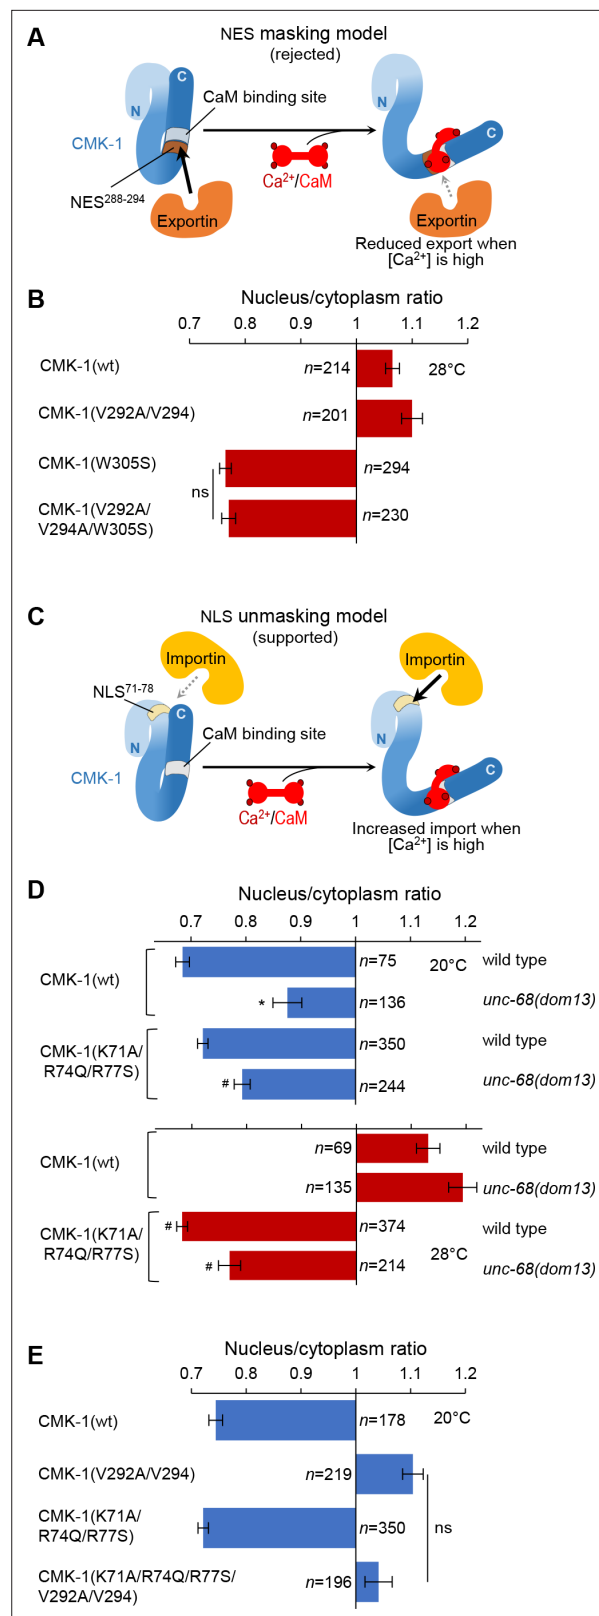 A
NES masking model
(rejected)
C
N
CaM binding site
CMK-1
NES288-294
Exportin
Ca2+/CaM
C
N
Exportin
Reduced export when
[Ca2+] is high
B
Nucleus/cytoplasm ratio
0.7 0.8 0.9 1 1.1 1.2
CMK-1(wt) n=214 28°C
CMK-1(V292A/V294) n=201
CMK-1(W305S) n=294
ns
CMK-1(V292A/
V294A/W305S) n=230
C
NLS unmasking model
(supported)
Importin
NLS71-78
C
N
CaM binding site
CMK-1
Ca2+/CaM
Importin
N
C
Increased import when
[Ca2+] is high
D
Nucleus/cytoplasm ratio
0.7 0.8 0.9 1 1.1 1.2
CMK-1(wt)
n=75 20°C wild type
* n=136 unc-68(dom13)
CMK-1(K71A/
R74Q/R77S)
n=350 wild type
# n=244 unc-68(dom13)
CMK-1(wt)
n=69 wild type
n=135 unc-68(dom13)
CMK-1(K71A/
R74Q/R77S)
# n=374 wild type
# n=214 28°C unc-68(dom13)
E
Nucleus/cytoplasm ratio
0.7 0.8 0.9 1 1.1 1.2
CMK-1(wt) n=178 20°C
CMK-1(V292A/V294) n=219
CMK-1(K71A/
R74Q/R77S) n=350
ns
CMK-1(K71A/R74Q/R77S/
V292A/V294) n=196